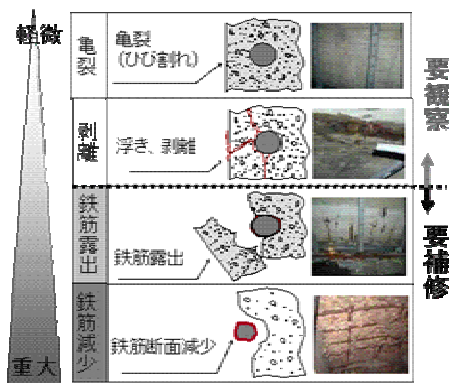 軽微
亀裂
亀裂
(ひび割れ)
剥離
浮き、剥離
要観察
鉄筋露出
鉄筋露出
要補修
鉄筋減少
鉄筋断面減少
重大